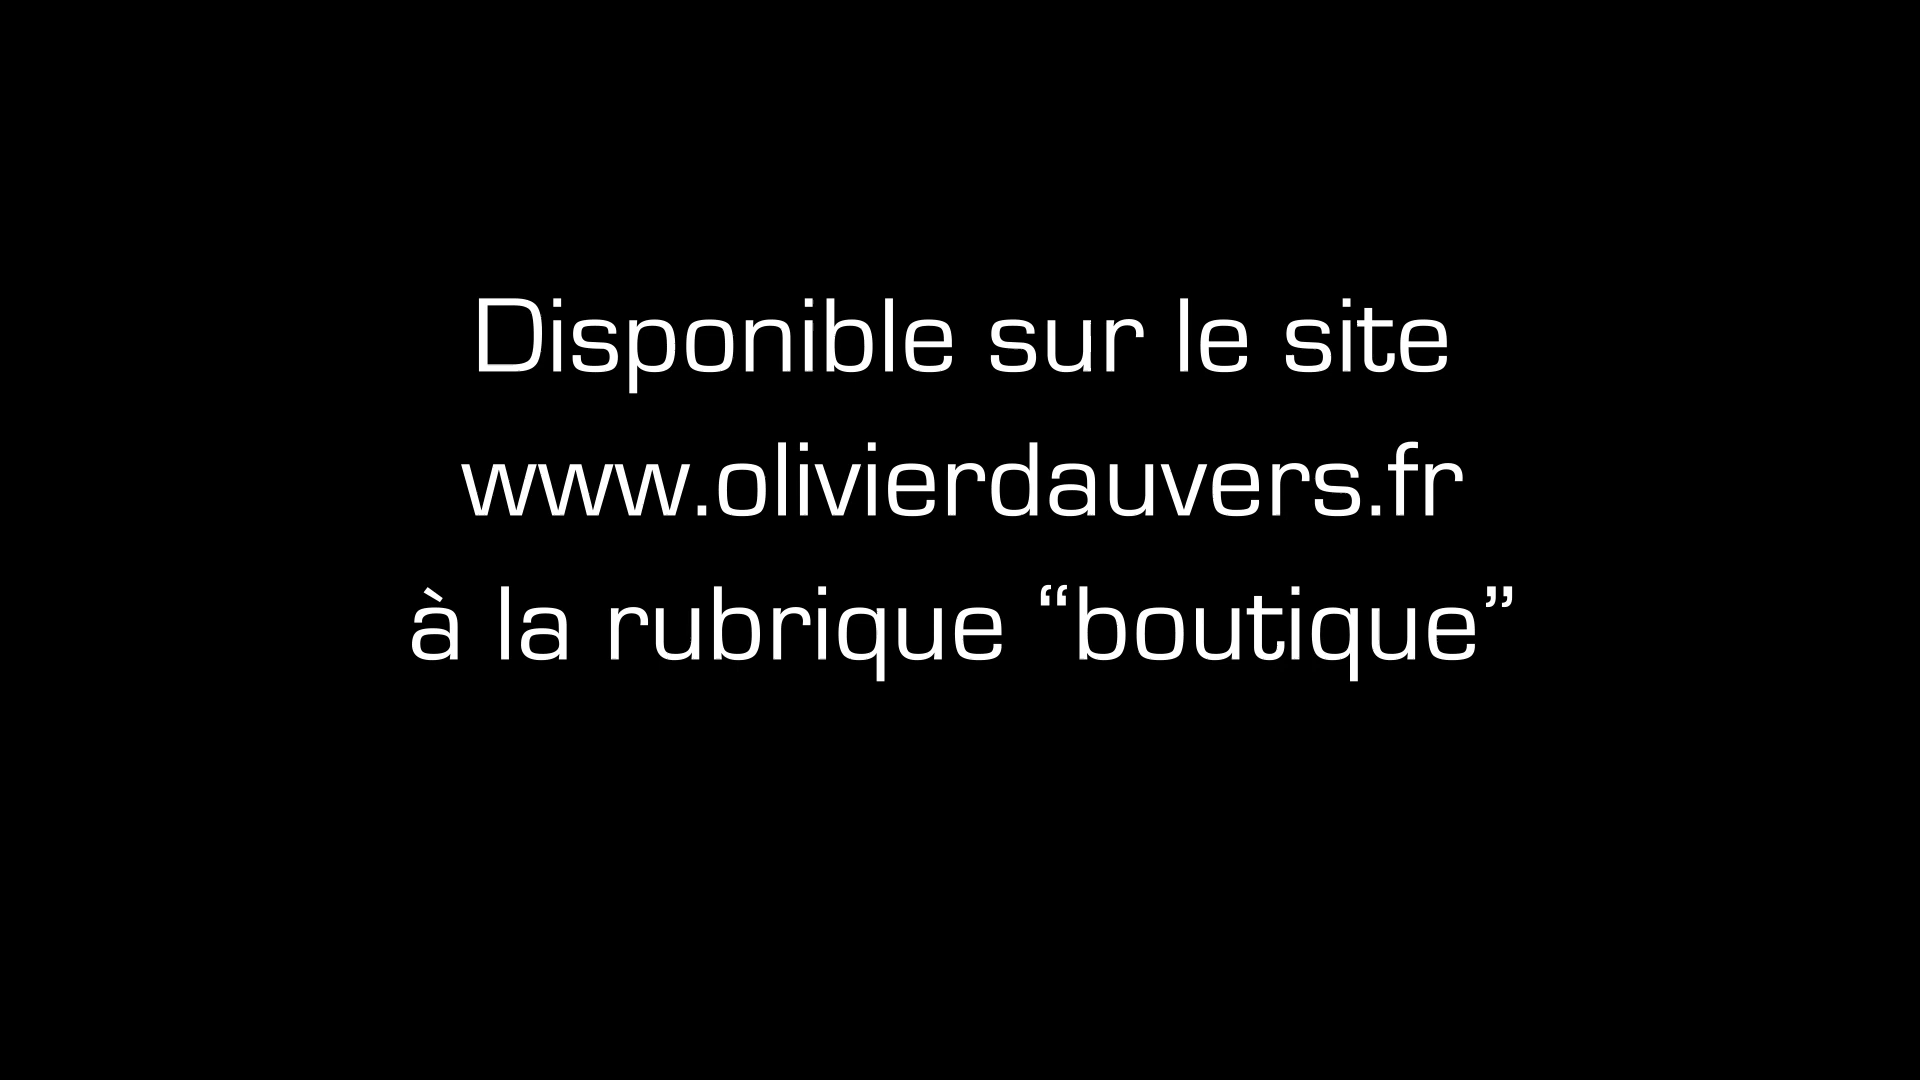 Disponible sur le site
www.olivierdauvers.fr
à la rubrique “boutique”